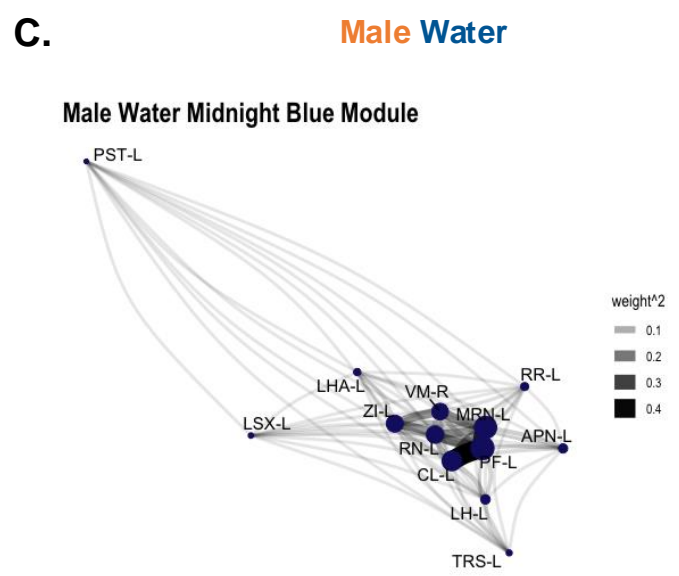 C.
Male Water
Male Water Midnight Blue Module
PST-L
weight^2
0.1
0.2
0.3
0.4
LHA-L
RR-L
VM-R
ZI-L
MRN-L
LSX-L
APN-L
RN-L
PF-L
CL-L
LH-L
TRS-L